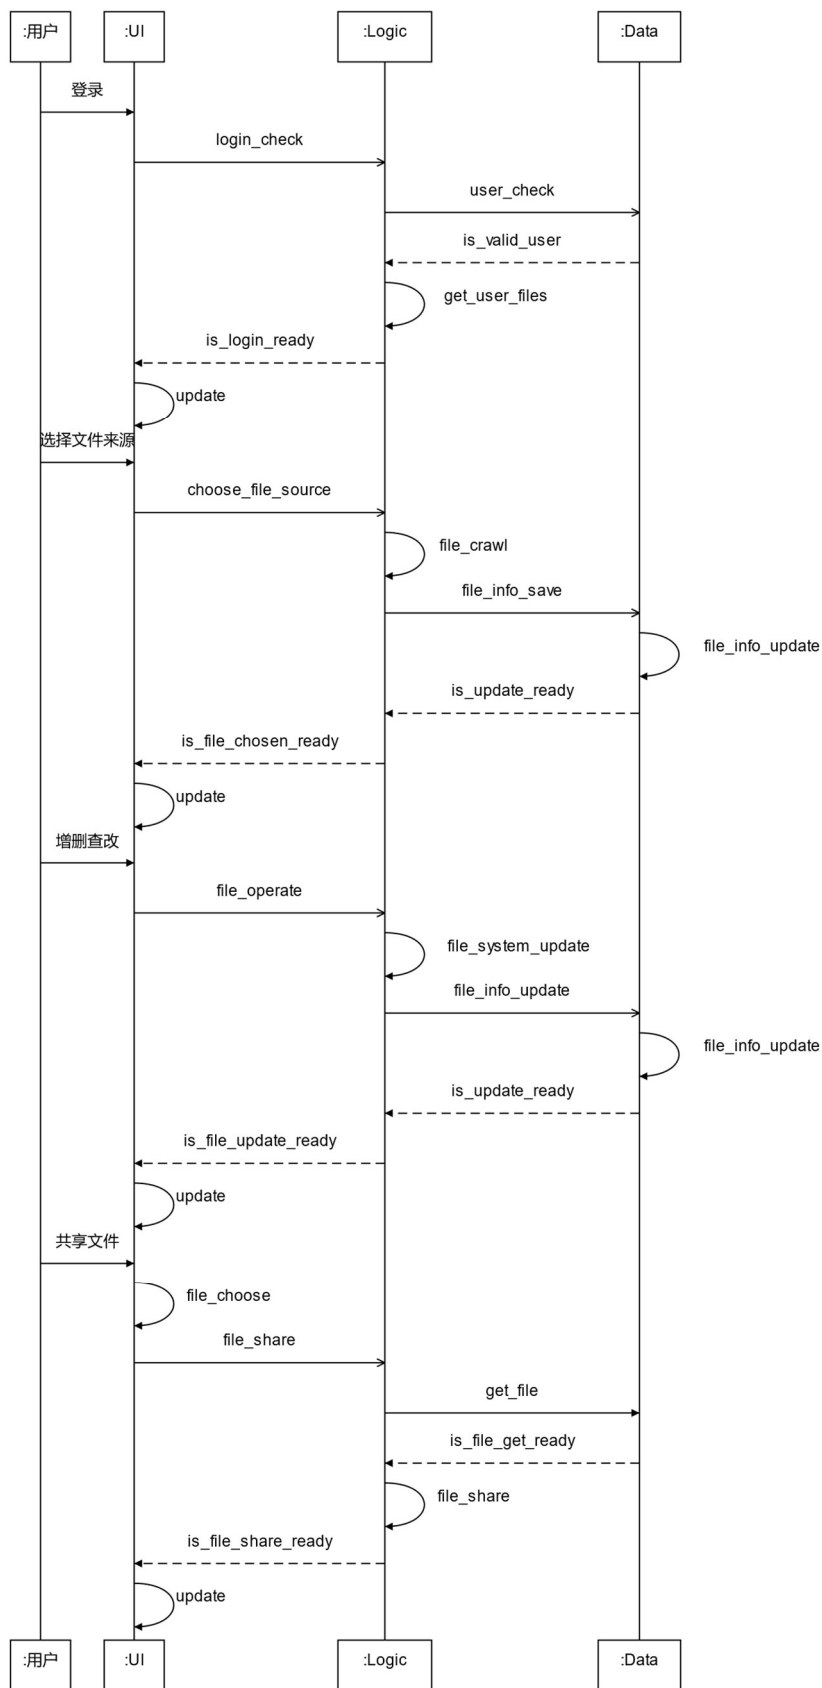 :用户
:UI
:Logic
:Data
登录
login_check
user_check
is_valid_user
get_user_files
is_login_ready
update
选择文件来源
choose_file_source
file_crawl
file_info_save
file_info_update
is_update_ready
is_file_chosen_ready
update
增删查改
file_operate
file_system_update
file_info_update
file_info_update
is_update_ready
is_file_update_ready
update
共享文件
file_choose
file_share
get_file
is_file_get_ready
file_share
is_file_share_ready
update
:用户
:UI
:Logic
:Data